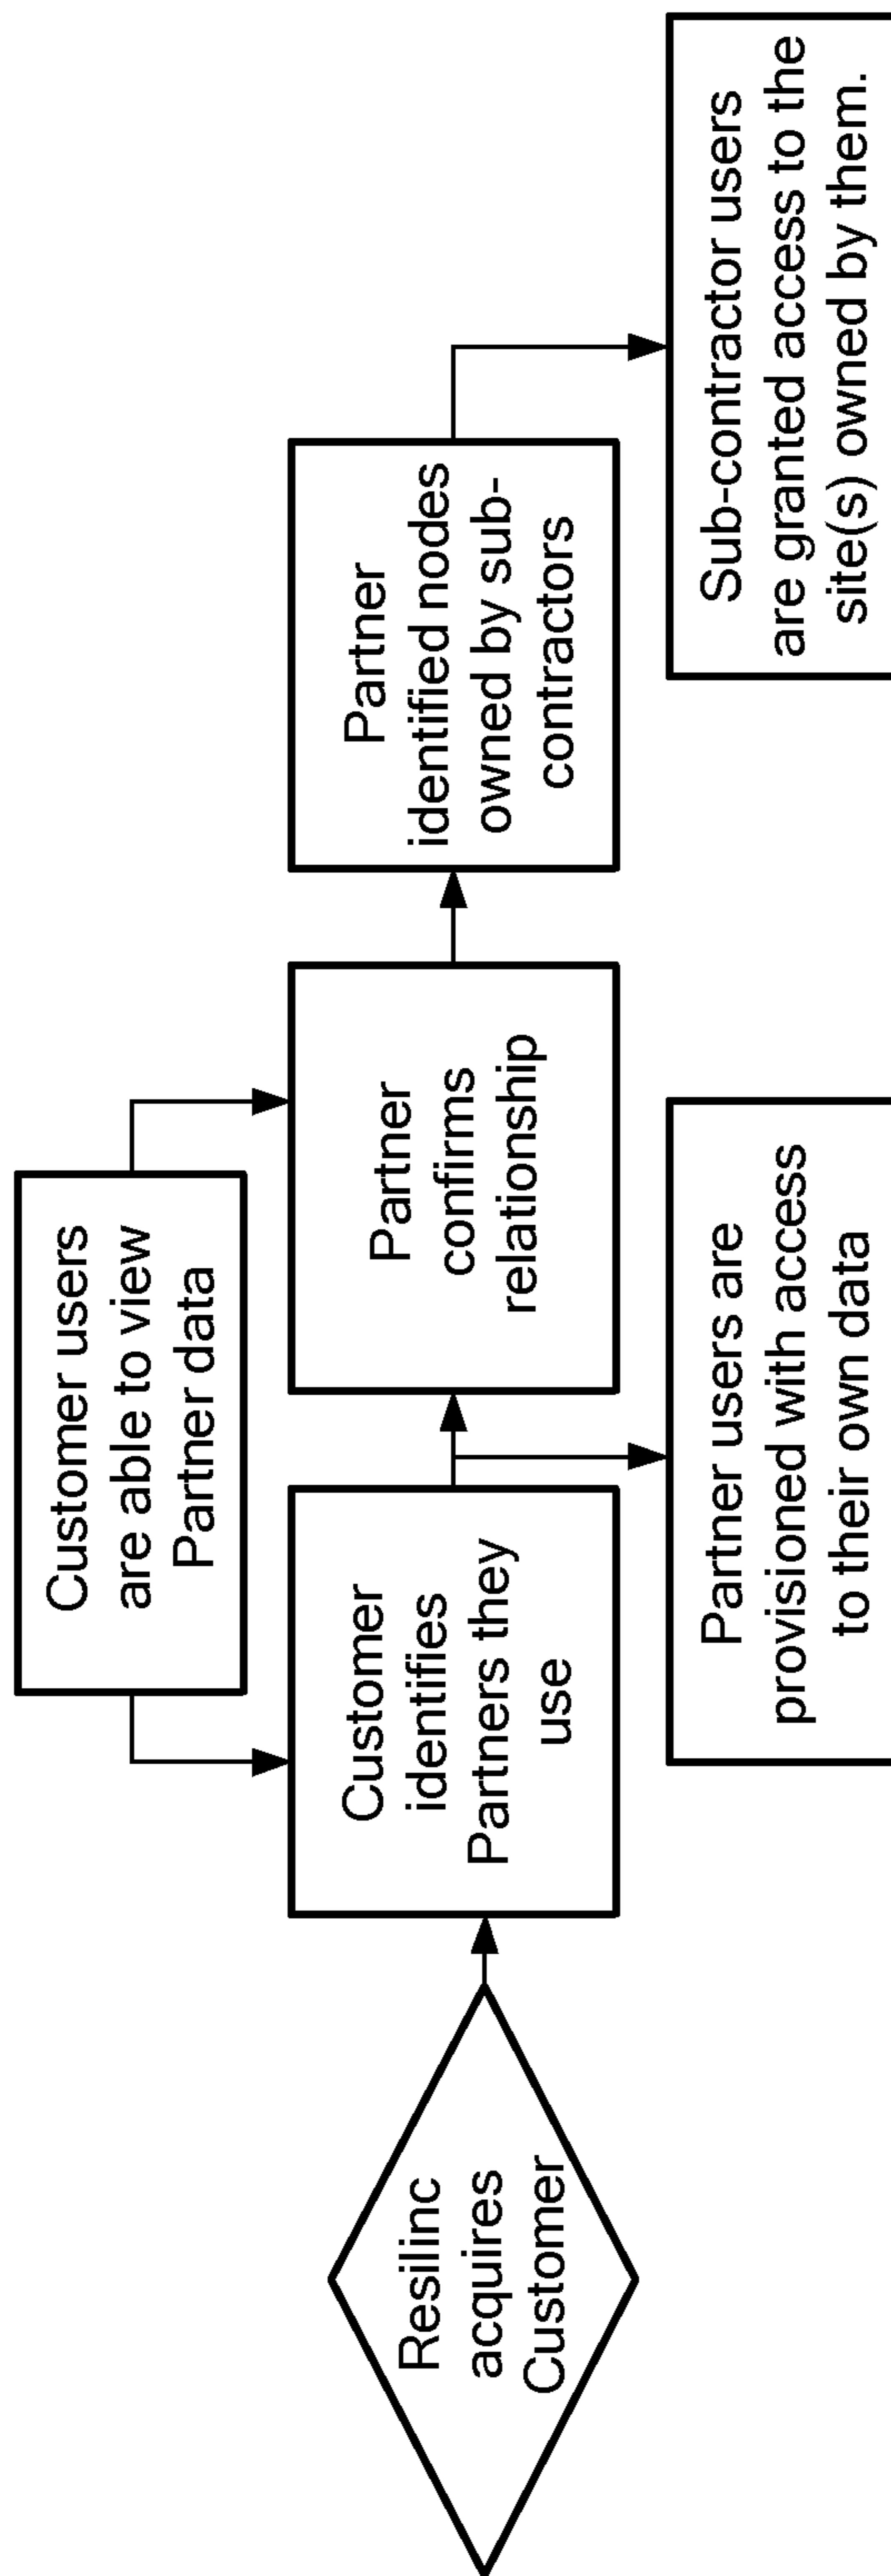 Customer users
are able to view
Partner data
Resilinc
acquires
Customer
Customer
identifies
Partners they
use
Partner
confirms
relationship
Partner
identified nodes
owned by sub-
contractors
Partner users are
provisioned with access
to their own data
Sub-contractor users
are granted access to the
site(s) owned by them.